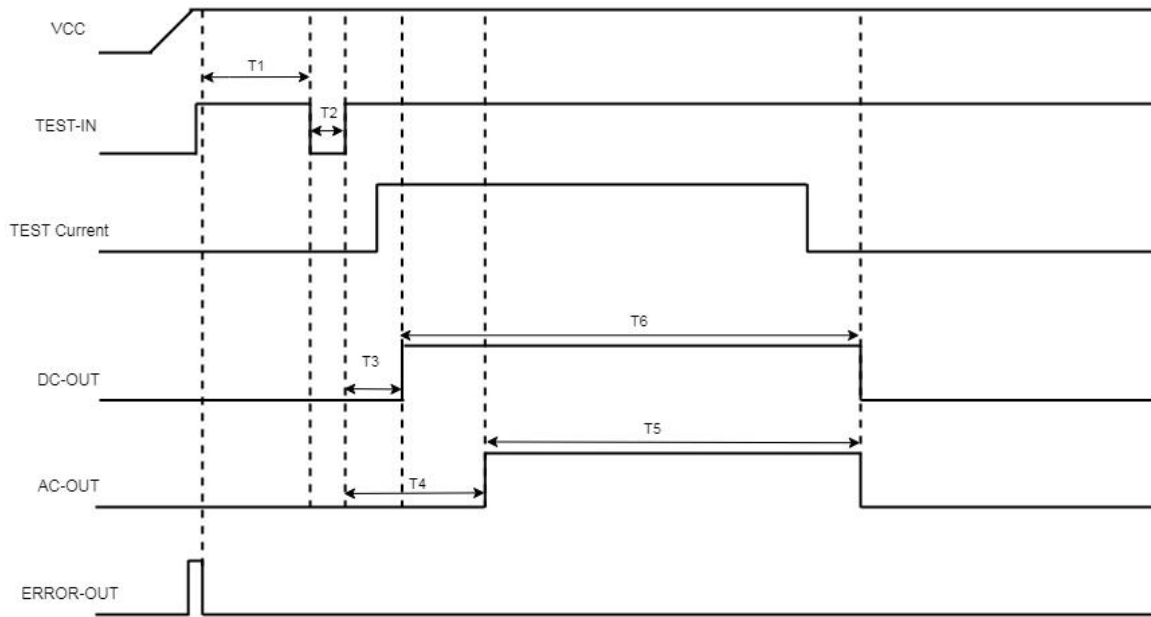 VCC
T1
TEST-IN
T2
TEST Current
T6
T3
DC-OUT
T5
AC-OUT
T4
ERROR-OUT